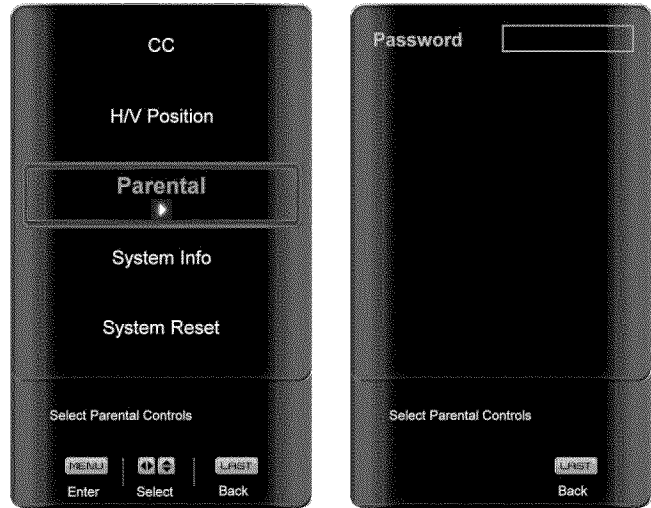 CC
H/V Position
Parental
System Info
System Reset
Select Parental Controls
MENU LAST
Enter Select Back
Password
Select Parental Controls
LAST
Back